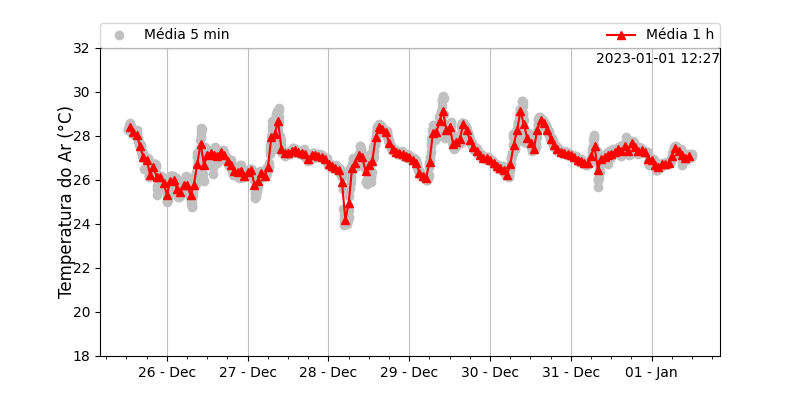 Média 5 min
Média 1 h
2023-01-01 12:27
Temperatura do Ar (°C)
32
30
28
26
24
22
20
18
26 - Dec
27 - Dec
28 - Dec
29 - Dec
30 - Dec
31 - Dec
01 - Jan